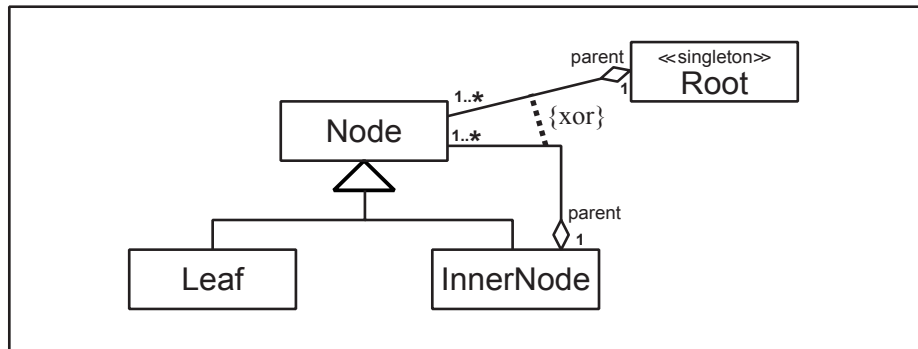 parent
<<singleton>>
Root
1
1..*
{xor}
Node
1..*
parent
1
Leaf
InnerNode